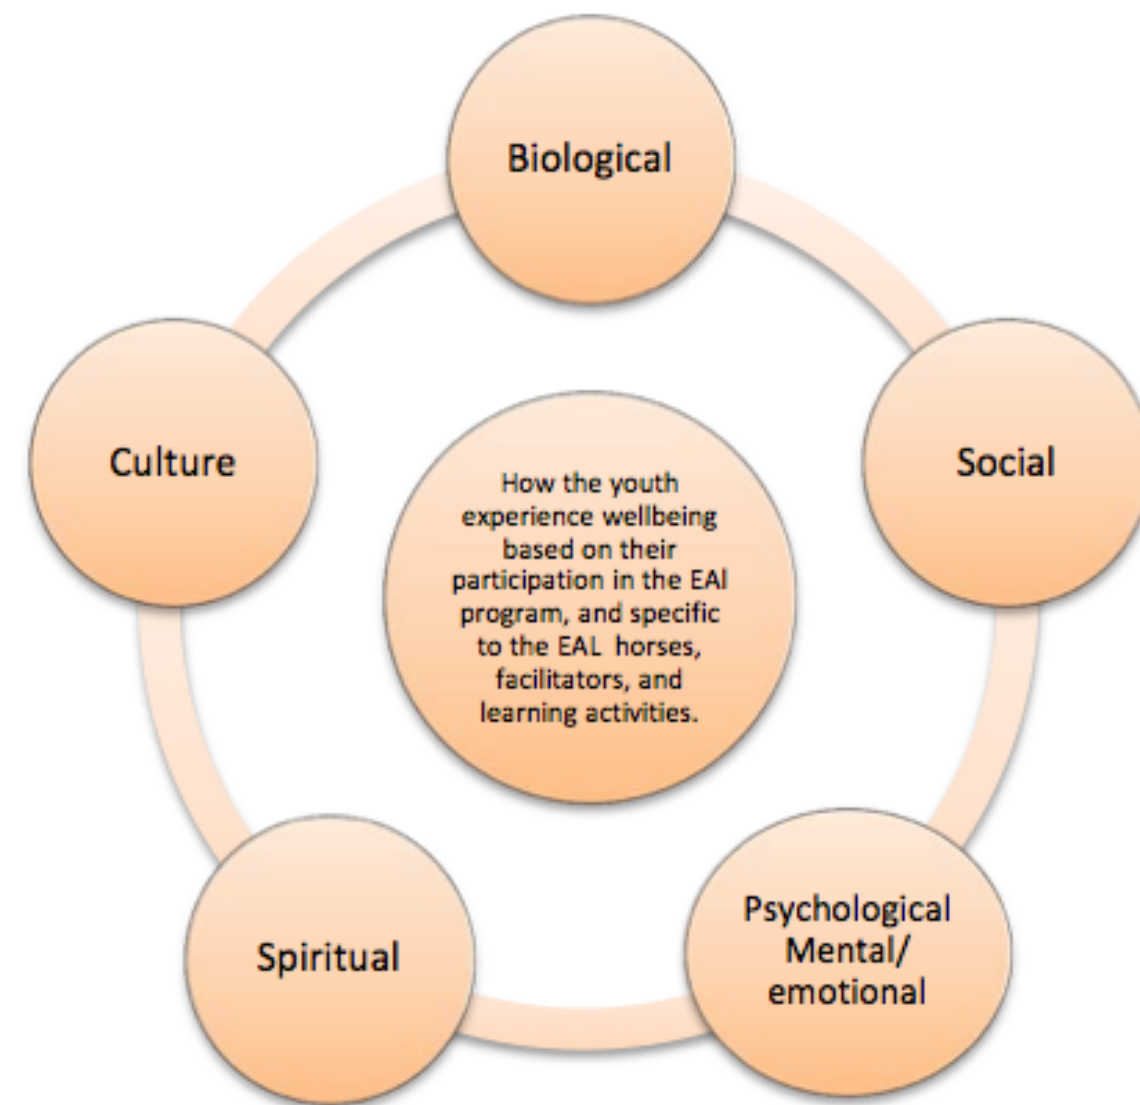 Biological
Culture
Social
How the youth
experience wellbeing
based on their
participation in the EAl
program, and specific
to the EAL horses,
facilitators, and
learning activities.
Spiritual
Psychological
Mental/
emotional